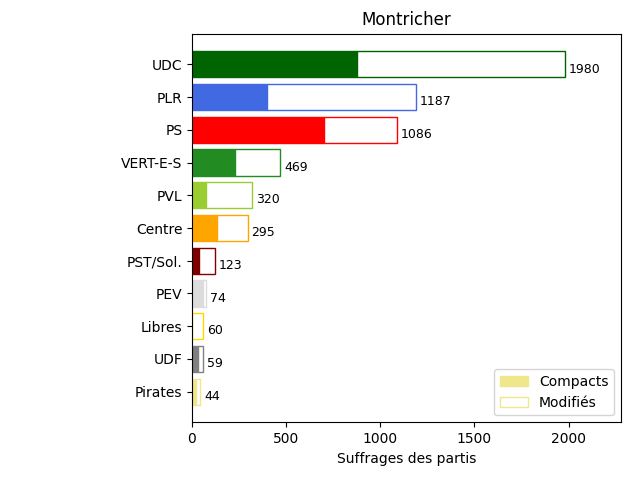 Montricher
UDC 1980
PLR 1187
PS 1086
VERT-E-S 469
PVL 320
Centre 295
PST/Sol. 123
PEV 74
Libres 60
UDF 59
Pirates 44
Compacts
Modifiés
0 500 1000 1500 2000
Suffrages des partis